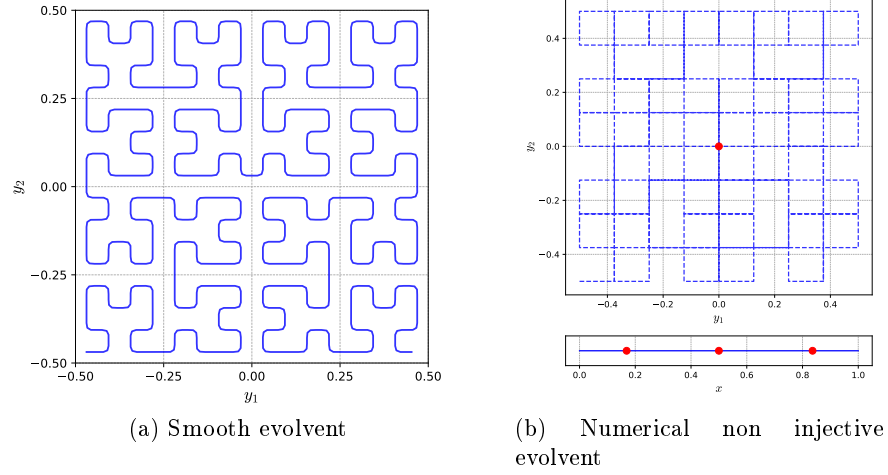 0.50
0.25
0.00
−0.25
−0.50
y2
−0.50 −0.25 0.00 0.25 0.50
y1
(a) Smooth evolvent
0.4
0.2
0.0
−0.2
−0.4
y2
−0.4 −0.2 0.0 0.2 0.4
y1
0.0 0.2 0.4 0.6 0.8 1.0
x
(b) Numerical non injective
evolvent